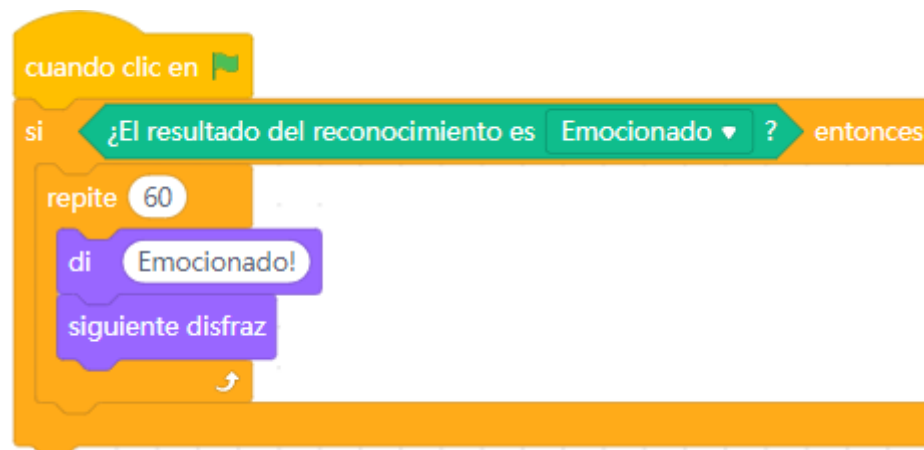 cuando clic en
si ¿El resultado del reconocimiento es Emocionado ? entonces
repite 60
di Emocionado!
siguiente disfraz